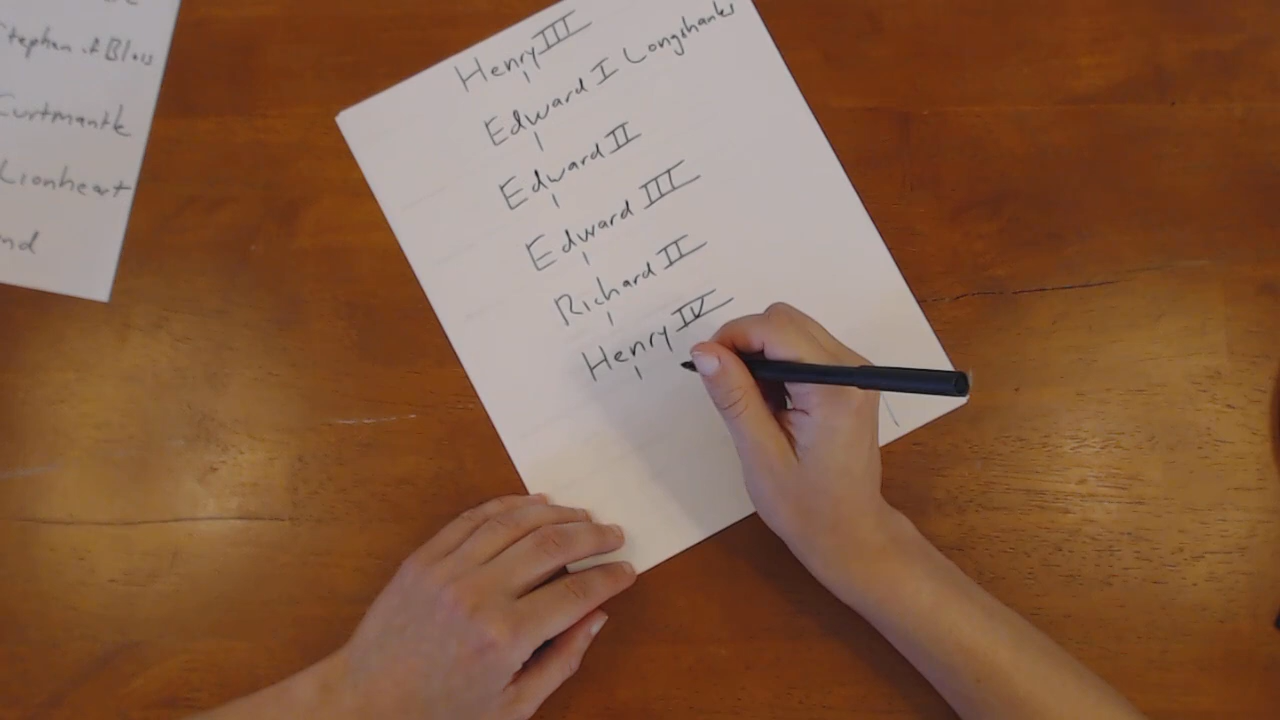 Stephen of Blois
Curtmantle
Lionheart
Henry III
Edward I Longshanks
Edward II
Edward III
Richard II
Henry IV